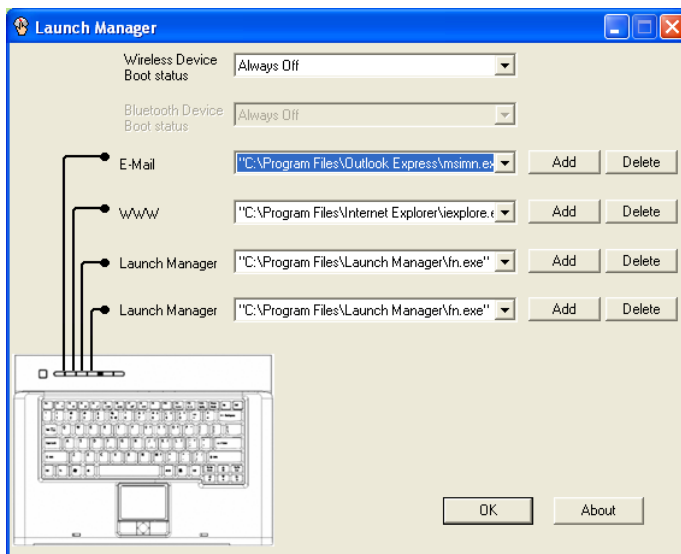 Launch Manager
Wireless Device
Boot status
Always Off
Bluetooth Device
Boot status
Always Off
E-Mail
"C:\Program Files\Outlook Express\msimn.ex
Add
Delete
WWW
"C:\Program Files\Internet Explorer\iexplore.e
Add
Delete
Launch Manager
"C:\Program Files\Launch Manager\fn.exe"
Add
Delete
Launch Manager
"C:\Program Files\Launch Manager\fn.exe"
Add
Delete
OK
About